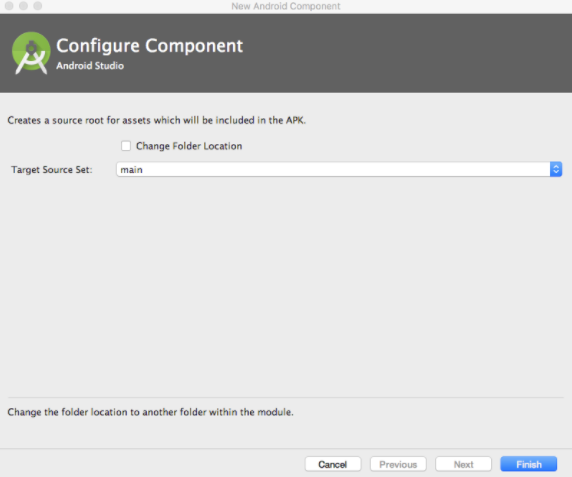 New Android Component
Configure Component
Android Studio
Creates a source root for assets which will be included in the APK.
Change Folder Location
Target Source Set: main
Change the folder location to another folder within the module.
Cancel Previous Next Finish